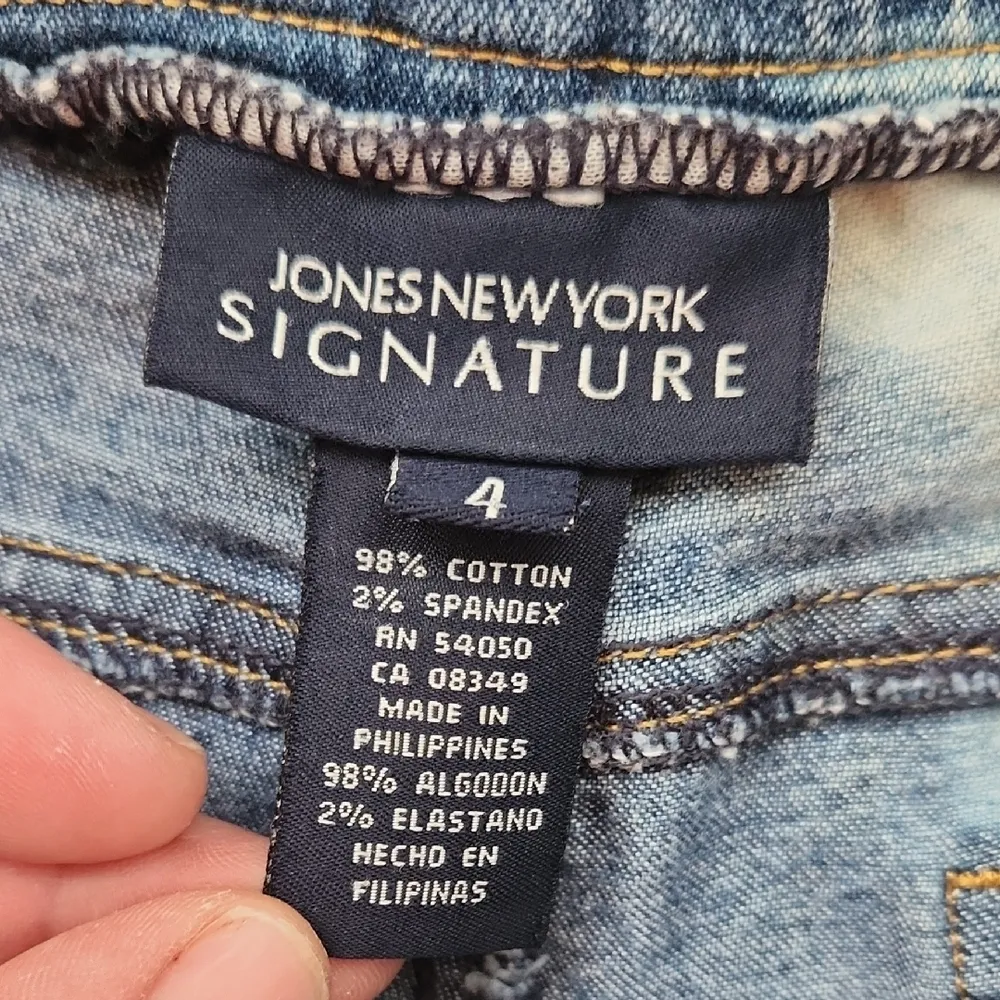 JONES NEW YORK
SIGNATURE
4
98% COTTON
2% SPANDEX
RN 54050
CA 08349
MADE IN
PHILIPPINES
98% ALGODON
2% ELASTANO
HECHO EN
FILIPINAS